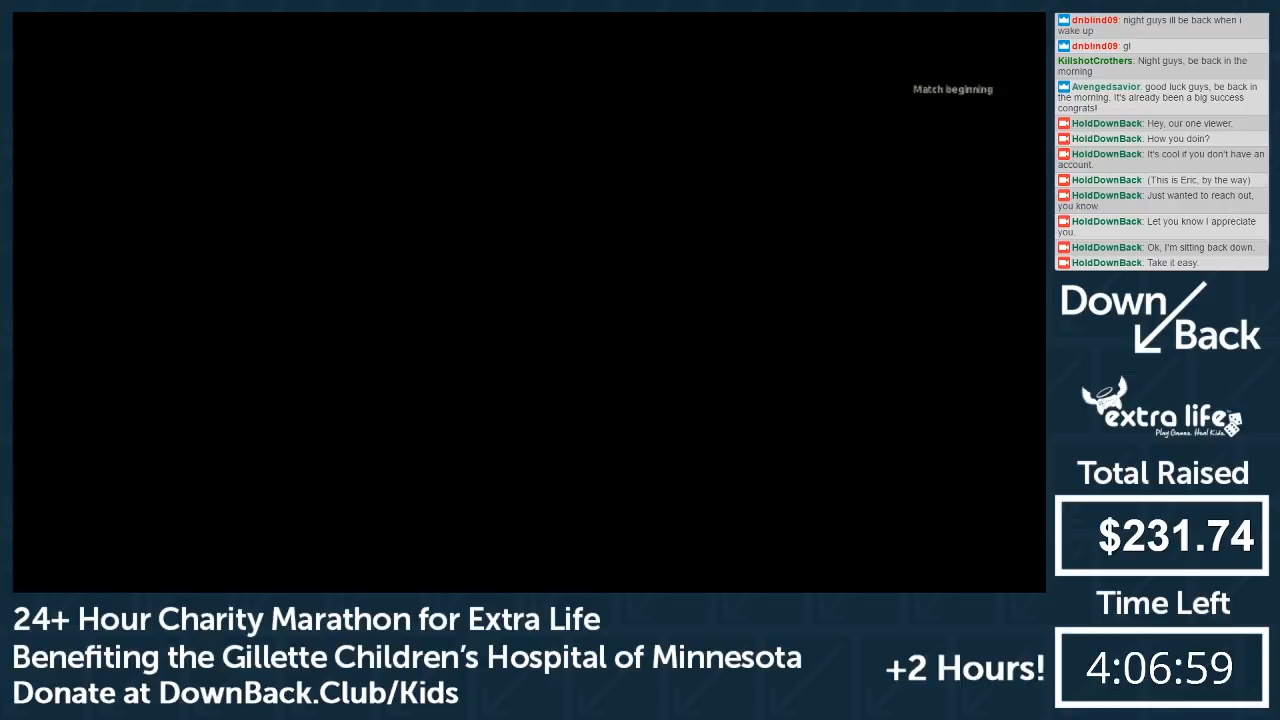 Match beginning
dnblind09: night guys ill be back when i
wake up
dnblind09: gl
KillshotCrothers: Night guys, be back in the
morning
Avengedsavior: good luck guys, be back in
the morning. It's already been a big success
congrats!
HoldDownBack: Hey, our one viewer.
HoldDownBack: How you doin?
HoldDownBack: It's cool if you don't have an
account.
HoldDownBack: (This is Eric, by the way)
HoldDownBack: Just wanted to reach out,
you know
HoldDownBack: Let you know I appreciate
you.
HoldDownBack: Ok, I'm sitting back down.
HoldDownBack: Take it easy.
Down
Back
extra life
Play Games. Heal Kids.
Total Raised
$231.74
Time Left
4:06:59
24+ Hour Charity Marathon for Extra Life
Benefiting the Gillette Children's Hospital of Minnesota
Donate at DownBack.Club/Kids
+2 Hours!